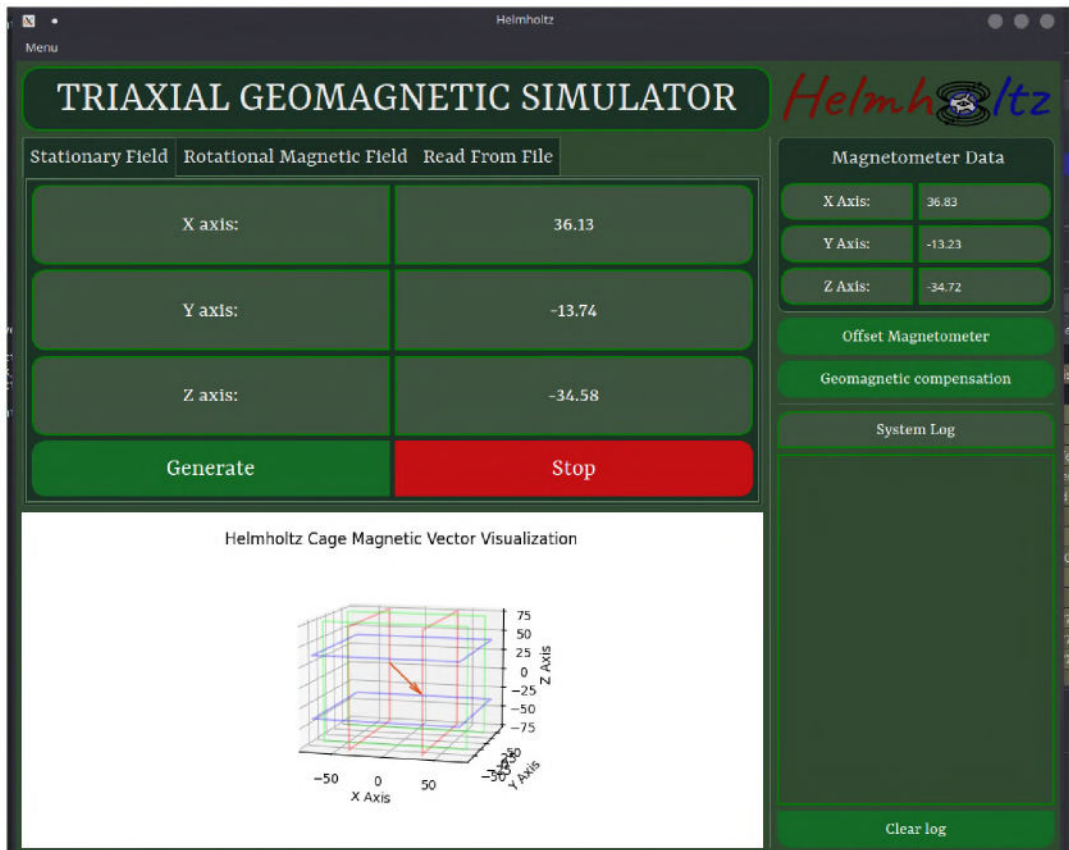 Helmholtz
Menu
TRIAXIAL GEOMAGNETIC SIMULATOR
Helmholtz
Stationary Field Rotational Magnetic Field Read From File
X axis: 36.13
Y axis: -13.74
Z axis: -34.58
Generate Stop
Magnetometer Data
X Axis: 36.83
Y Axis: -13.23
Z Axis: -34.72
Offset Magnetometer
Geomagnetic compensation
System Log
Clear log
Helmholtz Cage Magnetic Vector Visualization
75
50
25
0
−25
−50
−75
Z Axis
−50 0 50
X Axis
50
Y Axis